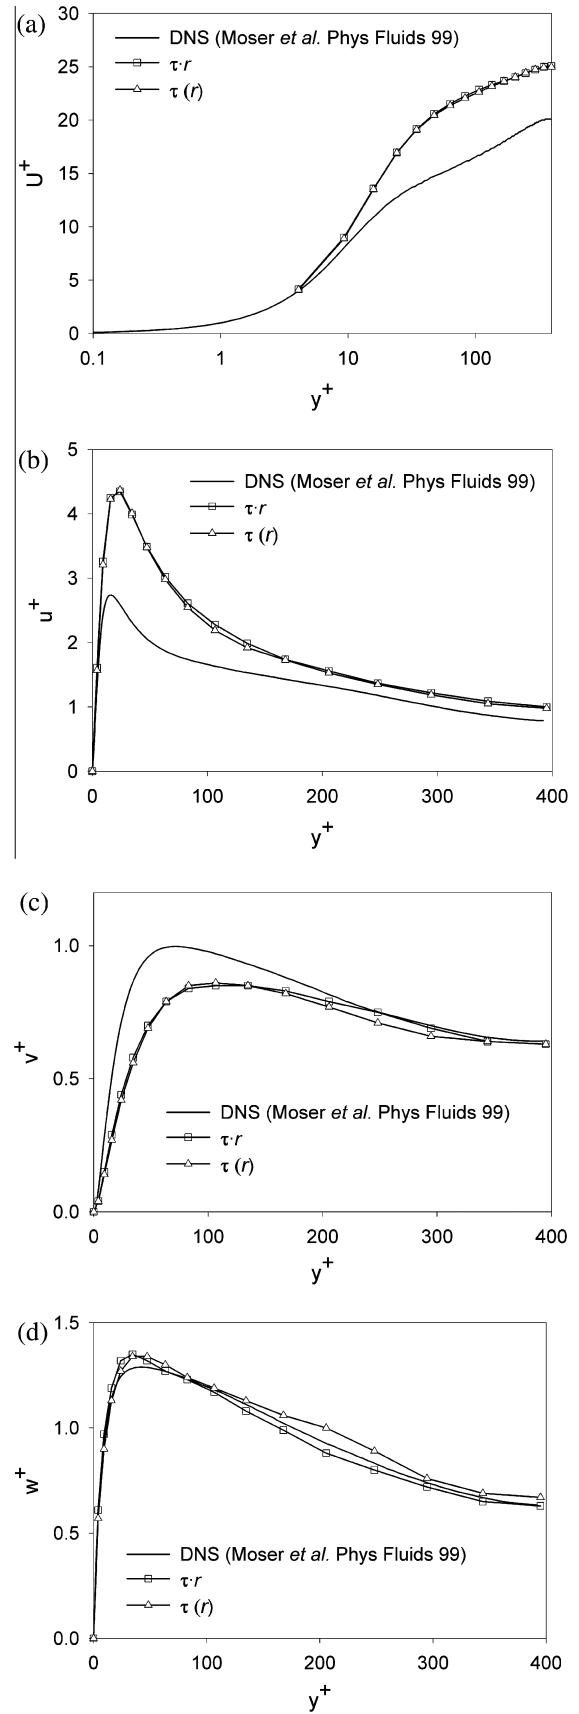 (a)
30
25
20
15
10
5
0
U+
DNS (Moser et al. Phys Fluids 99)
τ·r
τ (r)
0.1 1 10 100
y+
(b)
5
4
3
2
1
0
u+
DNS (Moser et al. Phys Fluids 99)
τ·r
τ (r)
0 100 200 300 400
y+
(c)
1.0
0.5
0.0
v+
DNS (Moser et al. Phys Fluids 99)
τ·r
τ (r)
0 100 200 300 400
y+
(d)
1.5
1.0
0.5
0.0
w+
DNS (Moser et al. Phys Fluids 99)
τ·r
τ (r)
0 100 200 300 400
y+